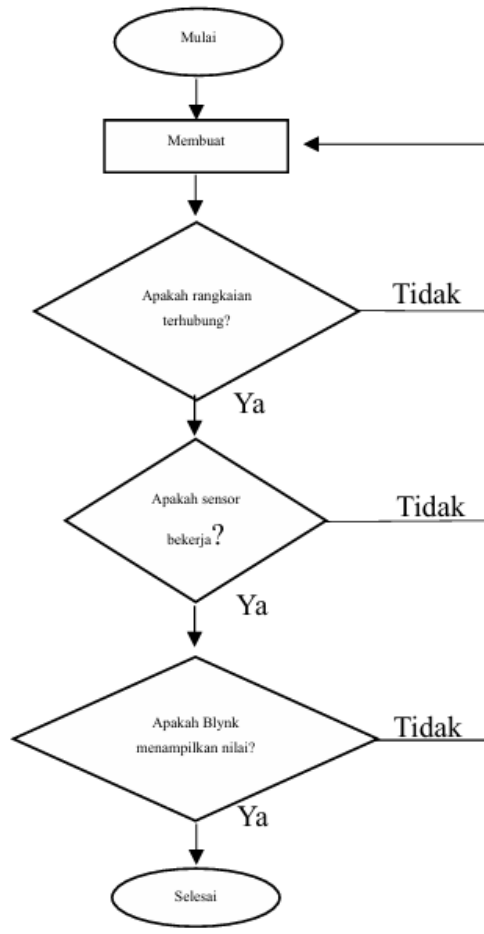 Mulai
Membuat
Apakah rangkaian
terhubung?
Tidak
Ya
Apakah sensor
bekerja?
Tidak
Ya
Apakah Blynk
menampilkan nilai?
Tidak
Ya
Selesai